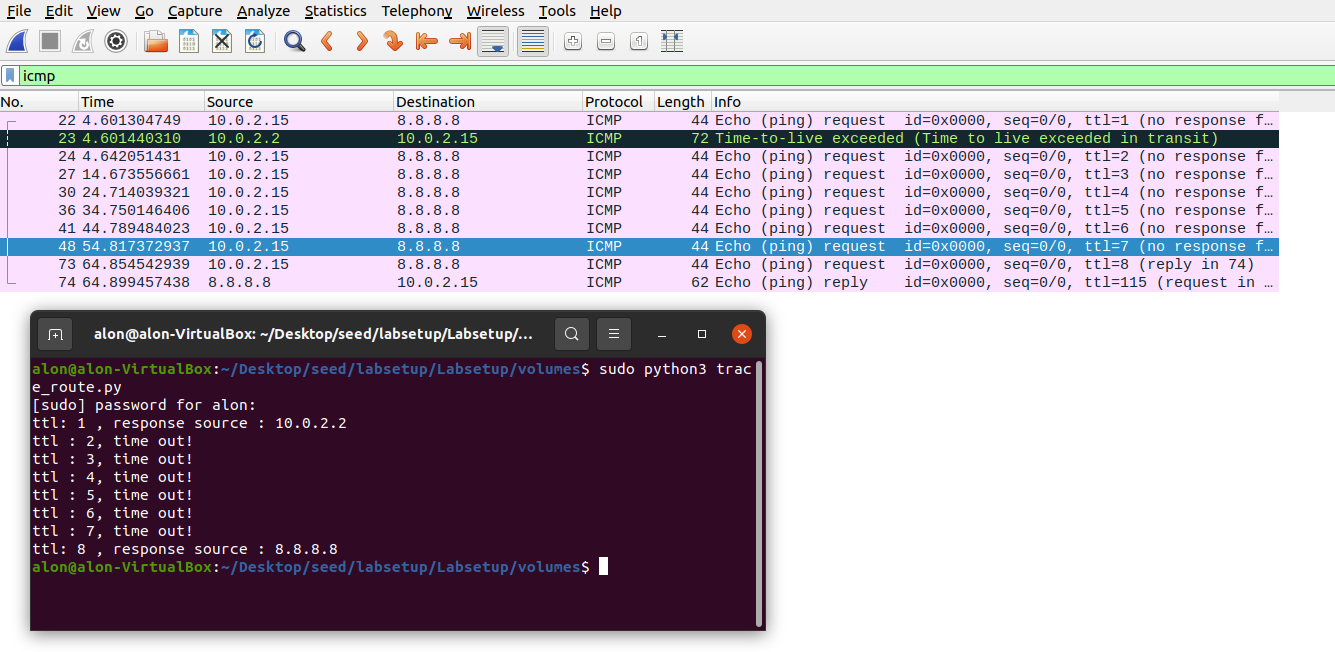 File Edit View Go Capture Analyze Statistics Telephony Wireless Tools Help
icmp
No. Time Source Destination Protocol Length Info
22 4.601304749 10.0.2.15 8.8.8.8 ICMP 44 Echo (ping) request id=0x0000, seq=0/0, ttl=1 (no response f…
23 4.601440310 10.0.2.2 10.0.2.15 ICMP 72 Time-to-live exceeded (Time to live exceeded in transit)
24 4.642051431 10.0.2.15 8.8.8.8 ICMP 44 Echo (ping) request id=0x0000, seq=0/0, ttl=2 (no response f…
27 14.673556661 10.0.2.15 8.8.8.8 ICMP 44 Echo (ping) request id=0x0000, seq=0/0, ttl=3 (no response f…
30 24.714039321 10.0.2.15 8.8.8.8 ICMP 44 Echo (ping) request id=0x0000, seq=0/0, ttl=4 (no response f…
36 34.750146406 10.0.2.15 8.8.8.8 ICMP 44 Echo (ping) request id=0x0000, seq=0/0, ttl=5 (no response f…
41 44.789484023 10.0.2.15 8.8.8.8 ICMP 44 Echo (ping) request id=0x0000, seq=0/0, ttl=6 (no response f…
48 54.817372937 10.0.2.15 8.8.8.8 ICMP 44 Echo (ping) request id=0x0000, seq=0/0, ttl=7 (no response f…
73 64.854542939 10.0.2.15 8.8.8.8 ICMP 44 Echo (ping) request id=0x0000, seq=0/0, ttl=8 (reply in 74)
74 64.899457438 8.8.8.8 10.0.2.15 ICMP 62 Echo (ping) reply id=0x0000, seq=0/0, ttl=115 (request in …
alon@alon-VirtualBox: ~/Desktop/seed/labsetup/Labsetup/...
alon@alon-VirtualBox:~/Desktop/seed/labsetup/Labsetup/volumes$ sudo python3 trac
e_route.py
[sudo] password for alon:
ttl: 1 , response source : 10.0.2.2
ttl : 2, time out!
ttl : 3, time out!
ttl : 4, time out!
ttl : 5, time out!
ttl : 6, time out!
ttl : 7, time out!
ttl: 8 , response source : 8.8.8.8
alon@alon-VirtualBox:~/Desktop/seed/labsetup/Labsetup/volumes$